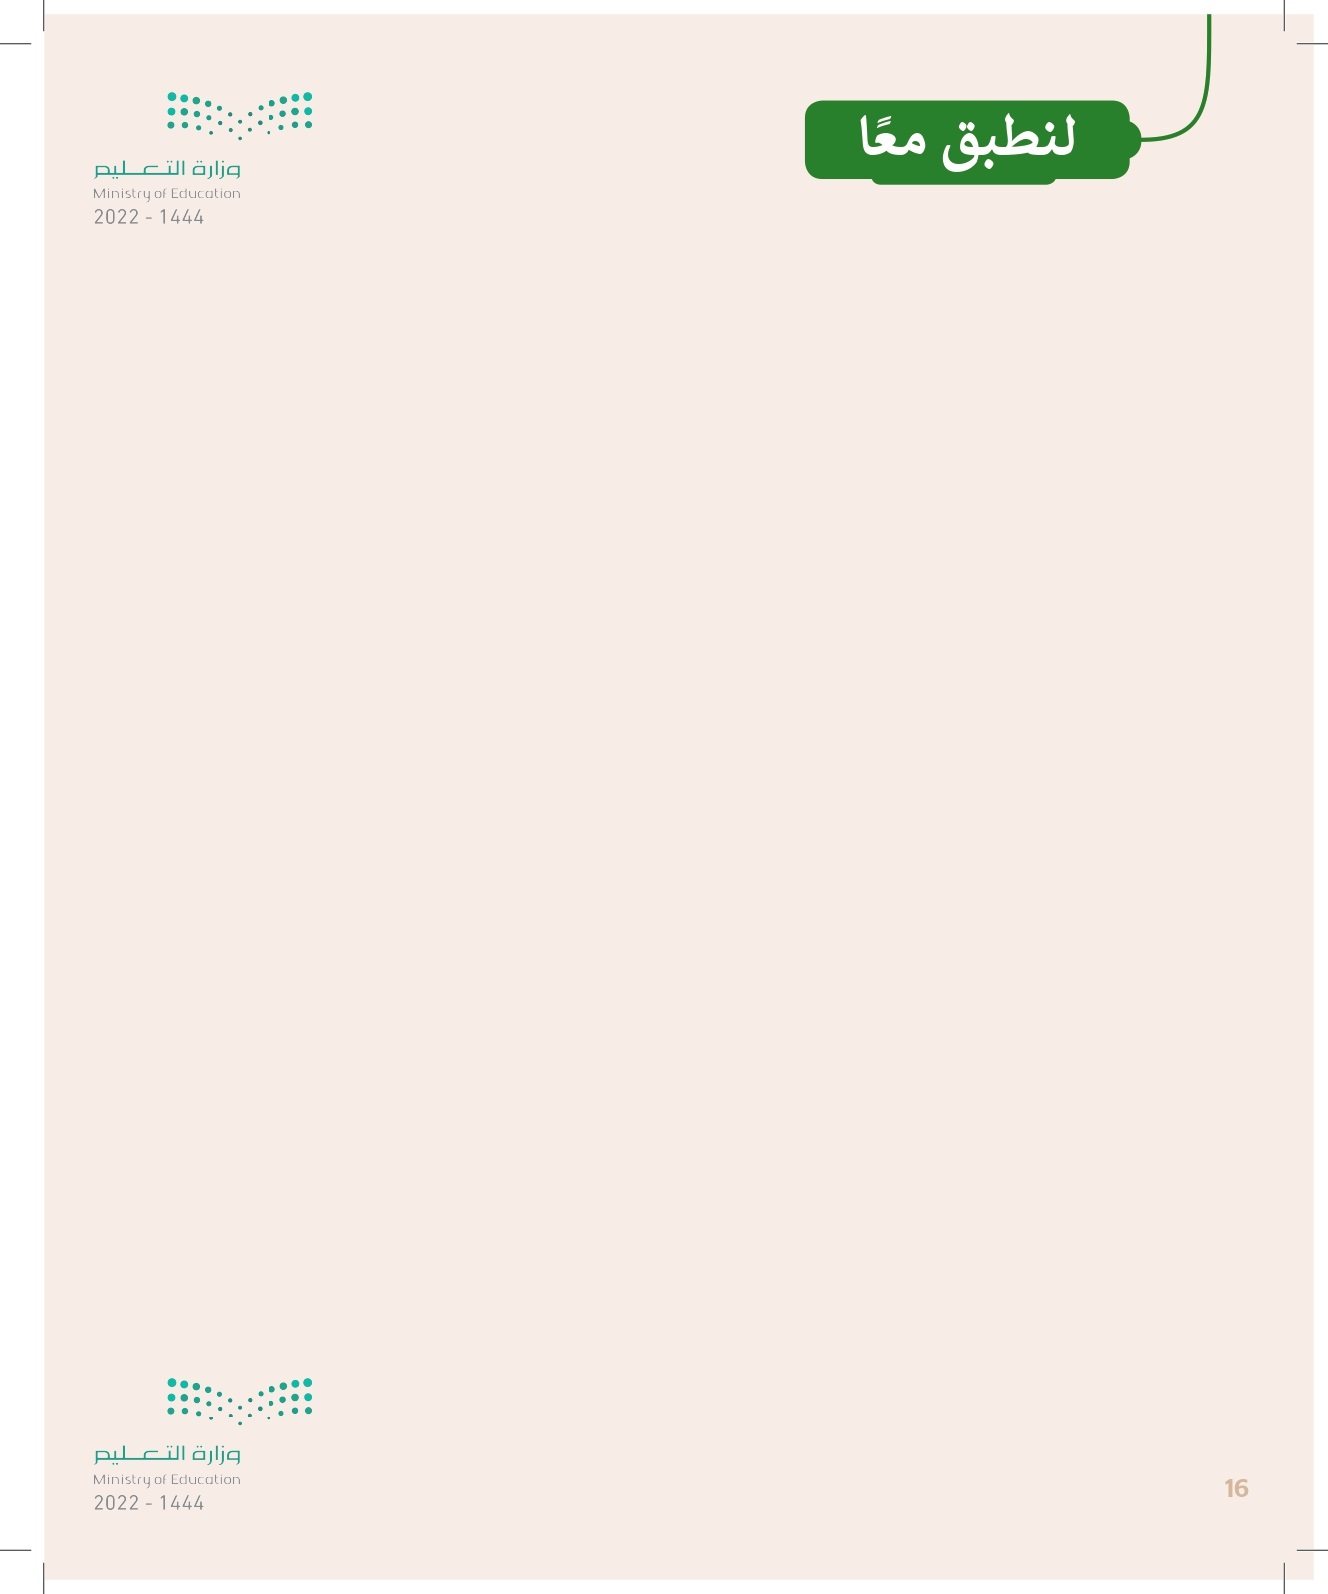 لنطبق معًا
وزارة التعليم
Ministry of Education
2022 - 1444
وزارة التعليم
Ministry of Education
2022 - 1444
16